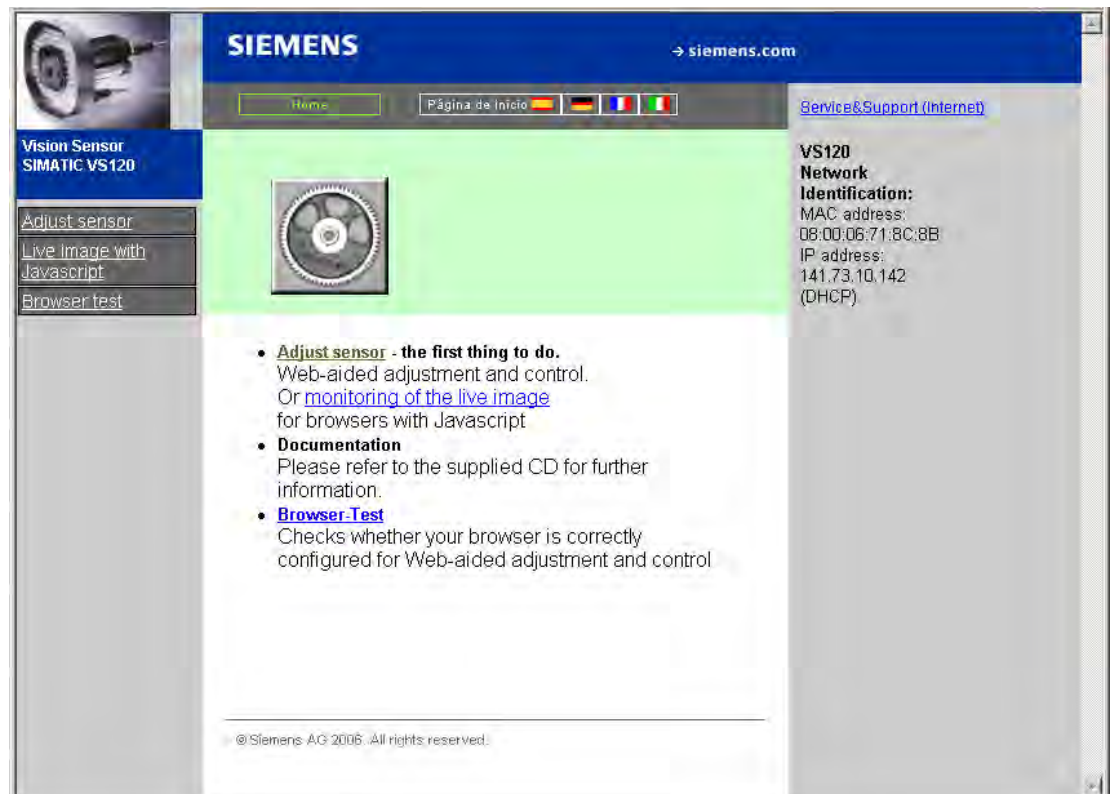 SIEMENS
→ siemens.com
Home
Página de Inicio
Service&Support (Internet)
Vision Sensor
SIMATIC VS120
Adjust sensor
Live Image with
Javascript
Browser test
VS120
Network
Identification:
MAC address:
08:00:06:71:8C:8B
IP address:
141.73.10.142
(DHCP)
• Adjust sensor - the first thing to do.
Web-aided adjustment and control.
Or monitoring of the live image
for browsers with Javascript
• Documentation
Please refer to the supplied CD for further
information.
• Browser-Test
Checks whether your browser is correctly
configured for Web-aided adjustment and control
© Siemens AG 2006. All rights reserved.